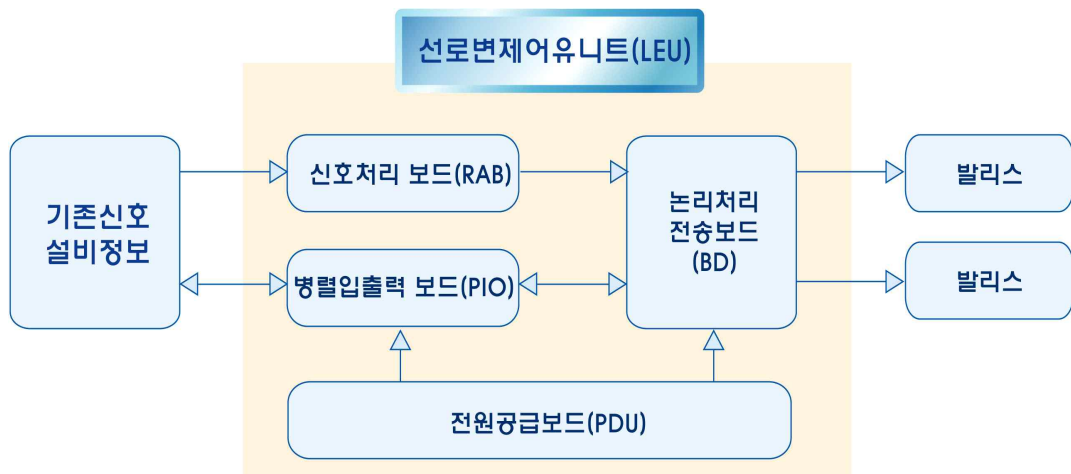 선로변제어유니트(LEU)
기존신호
설비정보
신호처리 보드(RAB)
병렬입출력 보드(PIO)
논리처리
전송보드
(BD)
발리스
발리스
전원공급보드(PDU)